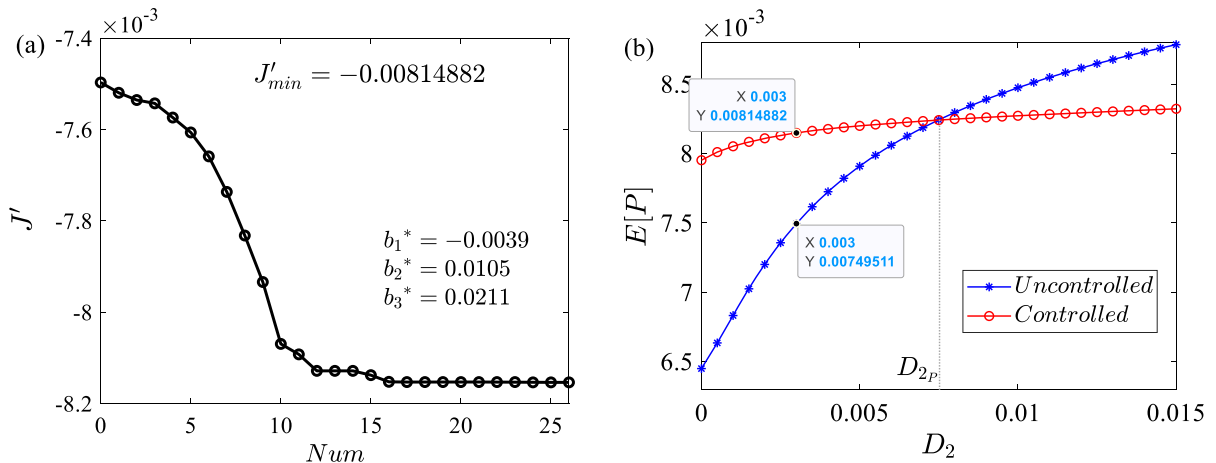 (a)
×10⁻³
-7.4
-7.6
-7.8
-8
-8.2
J′
J′min = −0.00814882
b₁* = −0.0039
b₂* = 0.0105
b₃* = 0.0211
0 5 10 15 20 25
Num
(b)
×10⁻³
8.5
8
7.5
7
6.5
E[P]
X 0.003
Y 0.00814882
X 0.003
Y 0.00749511
Uncontrolled
Controlled
D₂ₚ
0 0.005 0.01 0.015
D₂